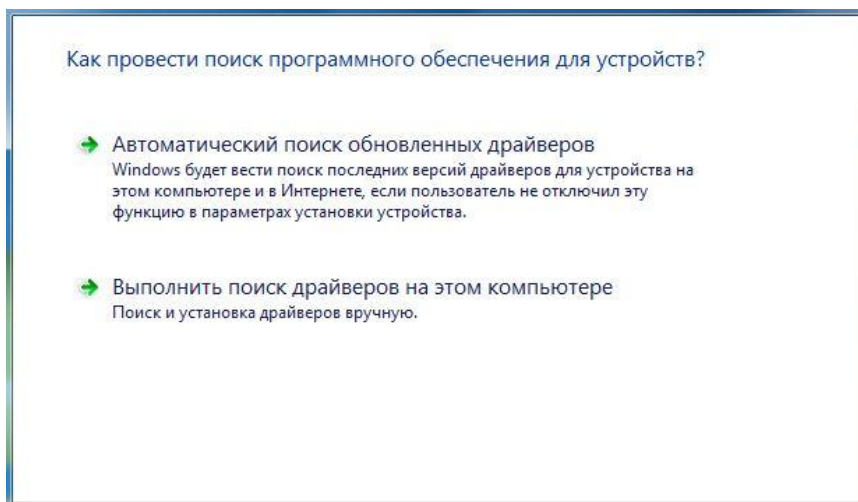 Как провести поиск программного обеспечения для устройств?
Автоматический поиск обновленных драйверов
Windows будет вести поиск последних версий драйверов для устройства на
этом компьютере и в Интернете, если пользователь не отключил эту
функцию в параметрах установки устройства.
Выполнить поиск драйверов на этом компьютере
Поиск и установка драйверов вручную.